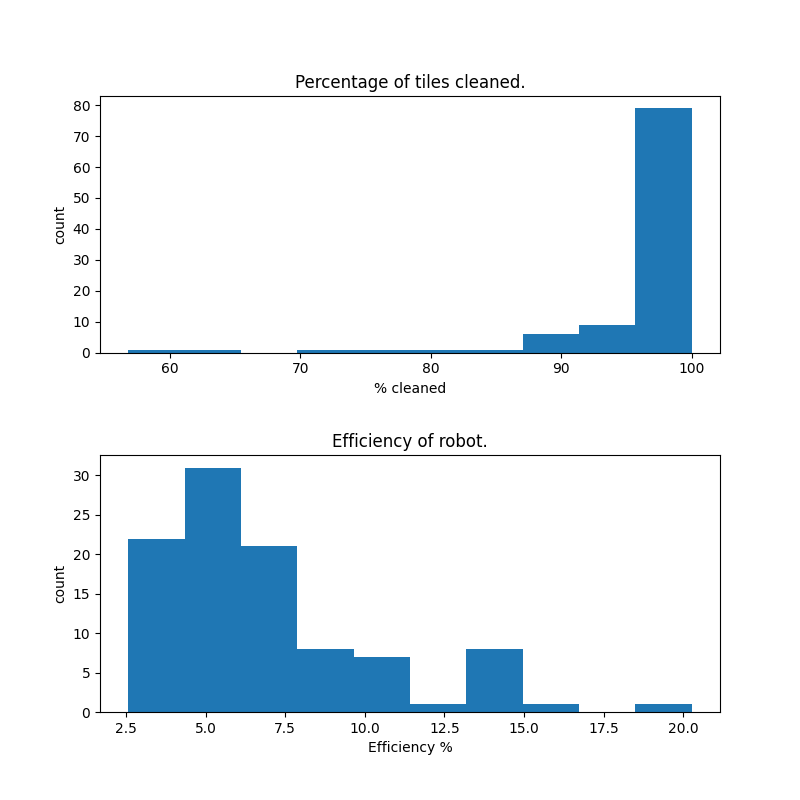 Percentage of tiles cleaned.
80
70
60
50
40
30
20
10
0
count
60 70 80 90 100
% cleaned
Efficiency of robot.
30
25
20
15
10
5
0
count
2.5 5.0 7.5 10.0 12.5 15.0 17.5 20.0
Efficiency %